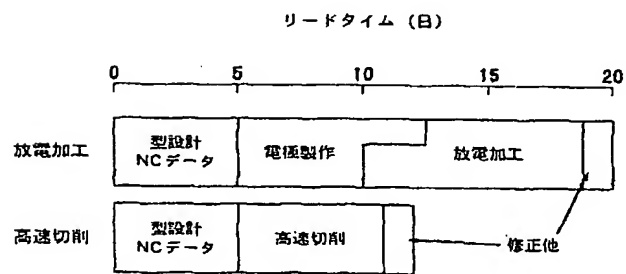 リードタイム (日)
0 5 10 15 20
放電加工
型設計
NCデータ
電極製作
放電加工
高速切削
型設計
NCデータ
高速切削
修正他